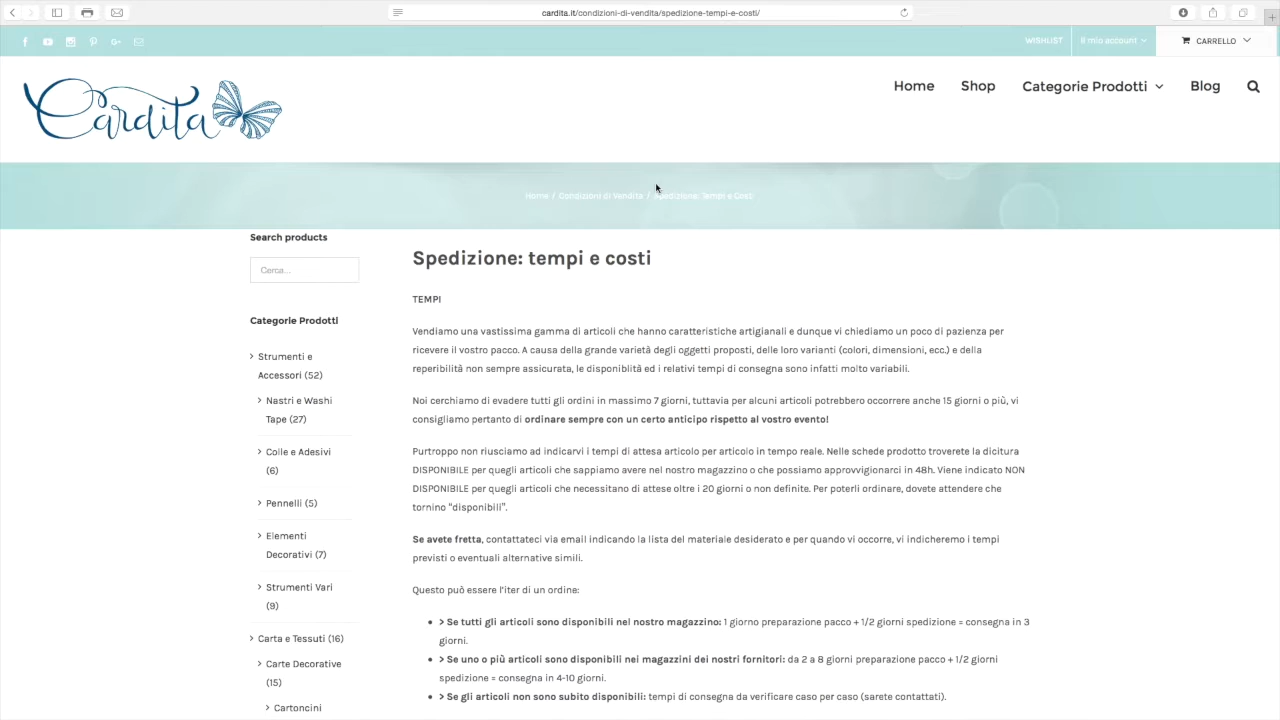 cardita.it/condizioni-di-vendita/spedizione-tempi-e-costi/
WISHLIST
Il mio account
CARRELLO
Cardita
Home
Shop
Categorie Prodotti
Blog
Home / Condizioni di Vendita / Spedizione: Tempi e Costi
Search products
Cerca...
Categorie Prodotti
Strumenti e
Accessori (52)
Nastri e Washi
Tape (27)
Colle e Adesivi
(6)
Pennelli (5)
Elementi
Decorativi (7)
Strumenti Vari
(9)
Carta e Tessuti (16)
Carte Decorative
(15)
Cartoncini
Spedizione: tempi e costi
TEMPI
Vendiamo una vastissima gamma di articoli che hanno caratteristiche artigianali e dunque vi chiediamo un poco di pazienza per
ricevere il vostro pacco. A causa della grande varietà degli oggetti proposti, delle loro varianti (colori, dimensioni, ecc.) e della
reperibilità non sempre assicurata, le disponiblità ed i relativi tempi di consegna sono infatti molto variabili.
Noi cerchiamo di evadere tutti gli ordini in massimo 7 giorni, tuttavia per alcuni articoli potrebbero occorrere anche 15 giorni o più, vi
consigliamo pertanto di ordinare sempre con un certo anticipo rispetto al vostro evento!
Purtroppo non riusciamo ad indicarvi i tempi di attesa articolo per articolo in tempo reale. Nelle schede prodotto troverete la dicitura
DISPONIBILE per quegli articoli che sappiamo avere nel nostro magazzino o che possiamo approvvigionarci in 48h. Viene indicato NON
DISPONIBILE per quegli articoli che necessitano di attese oltre i 20 giorni o non definite. Per poterli ordinare, dovete attendere che
tornino "disponibili".
Se avete fretta, contattateci via email indicando la lista del materiale desiderato e per quando vi occorre, vi indicheremo i tempi
previsti o eventuali alternative simili.
Questo può essere l'iter di un ordine:
> Se tutti gli articoli sono disponibili nel nostro magazzino: 1 giorno preparazione pacco + 1/2 giorni spedizione = consegna in 3
giorni.
> Se uno o più articoli sono disponibili nei magazzini dei nostri fornitori: da 2 a 8 giorni preparazione pacco + 1/2 giorni
spedizione = consegna in 4-10 giorni.
> Se gli articoli non sono subito disponibili: tempi di consegna da verificare caso per caso (sarete contattati).